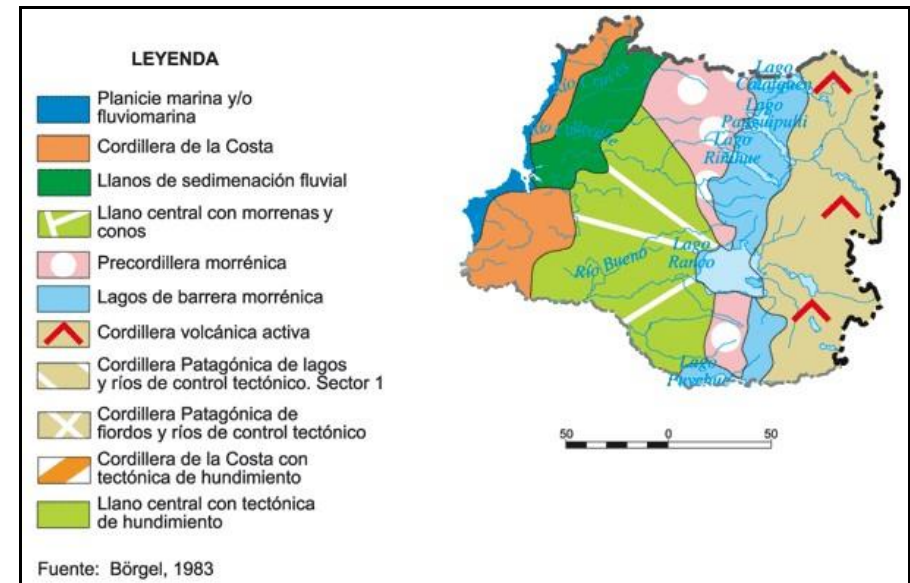 LEYENDA
Planicie marina y/o
fluviomarina
Cordillera de la Costa
Llanos de sedimenación fluvial
Llano central con morrenas y
conos
Precordillera morrénica
Lagos de barrera morrénica
Cordillera volcánica activa
Cordillera Patagónica de lagos
y ríos de control tectónico. Sector 1
Cordillera Patagónica de
fiordos y ríos de control tectónico
Cordillera de la Costa con
tectónica de hundimiento
Llano central con tectónica
de hundimiento
Fuente: Börgel, 1983
Lago
Lago
Panguipulli
Lago
Riñihue
Río
Río
Lago
Ranco
Río Bueno
Lago
Puyehue
50 0 50